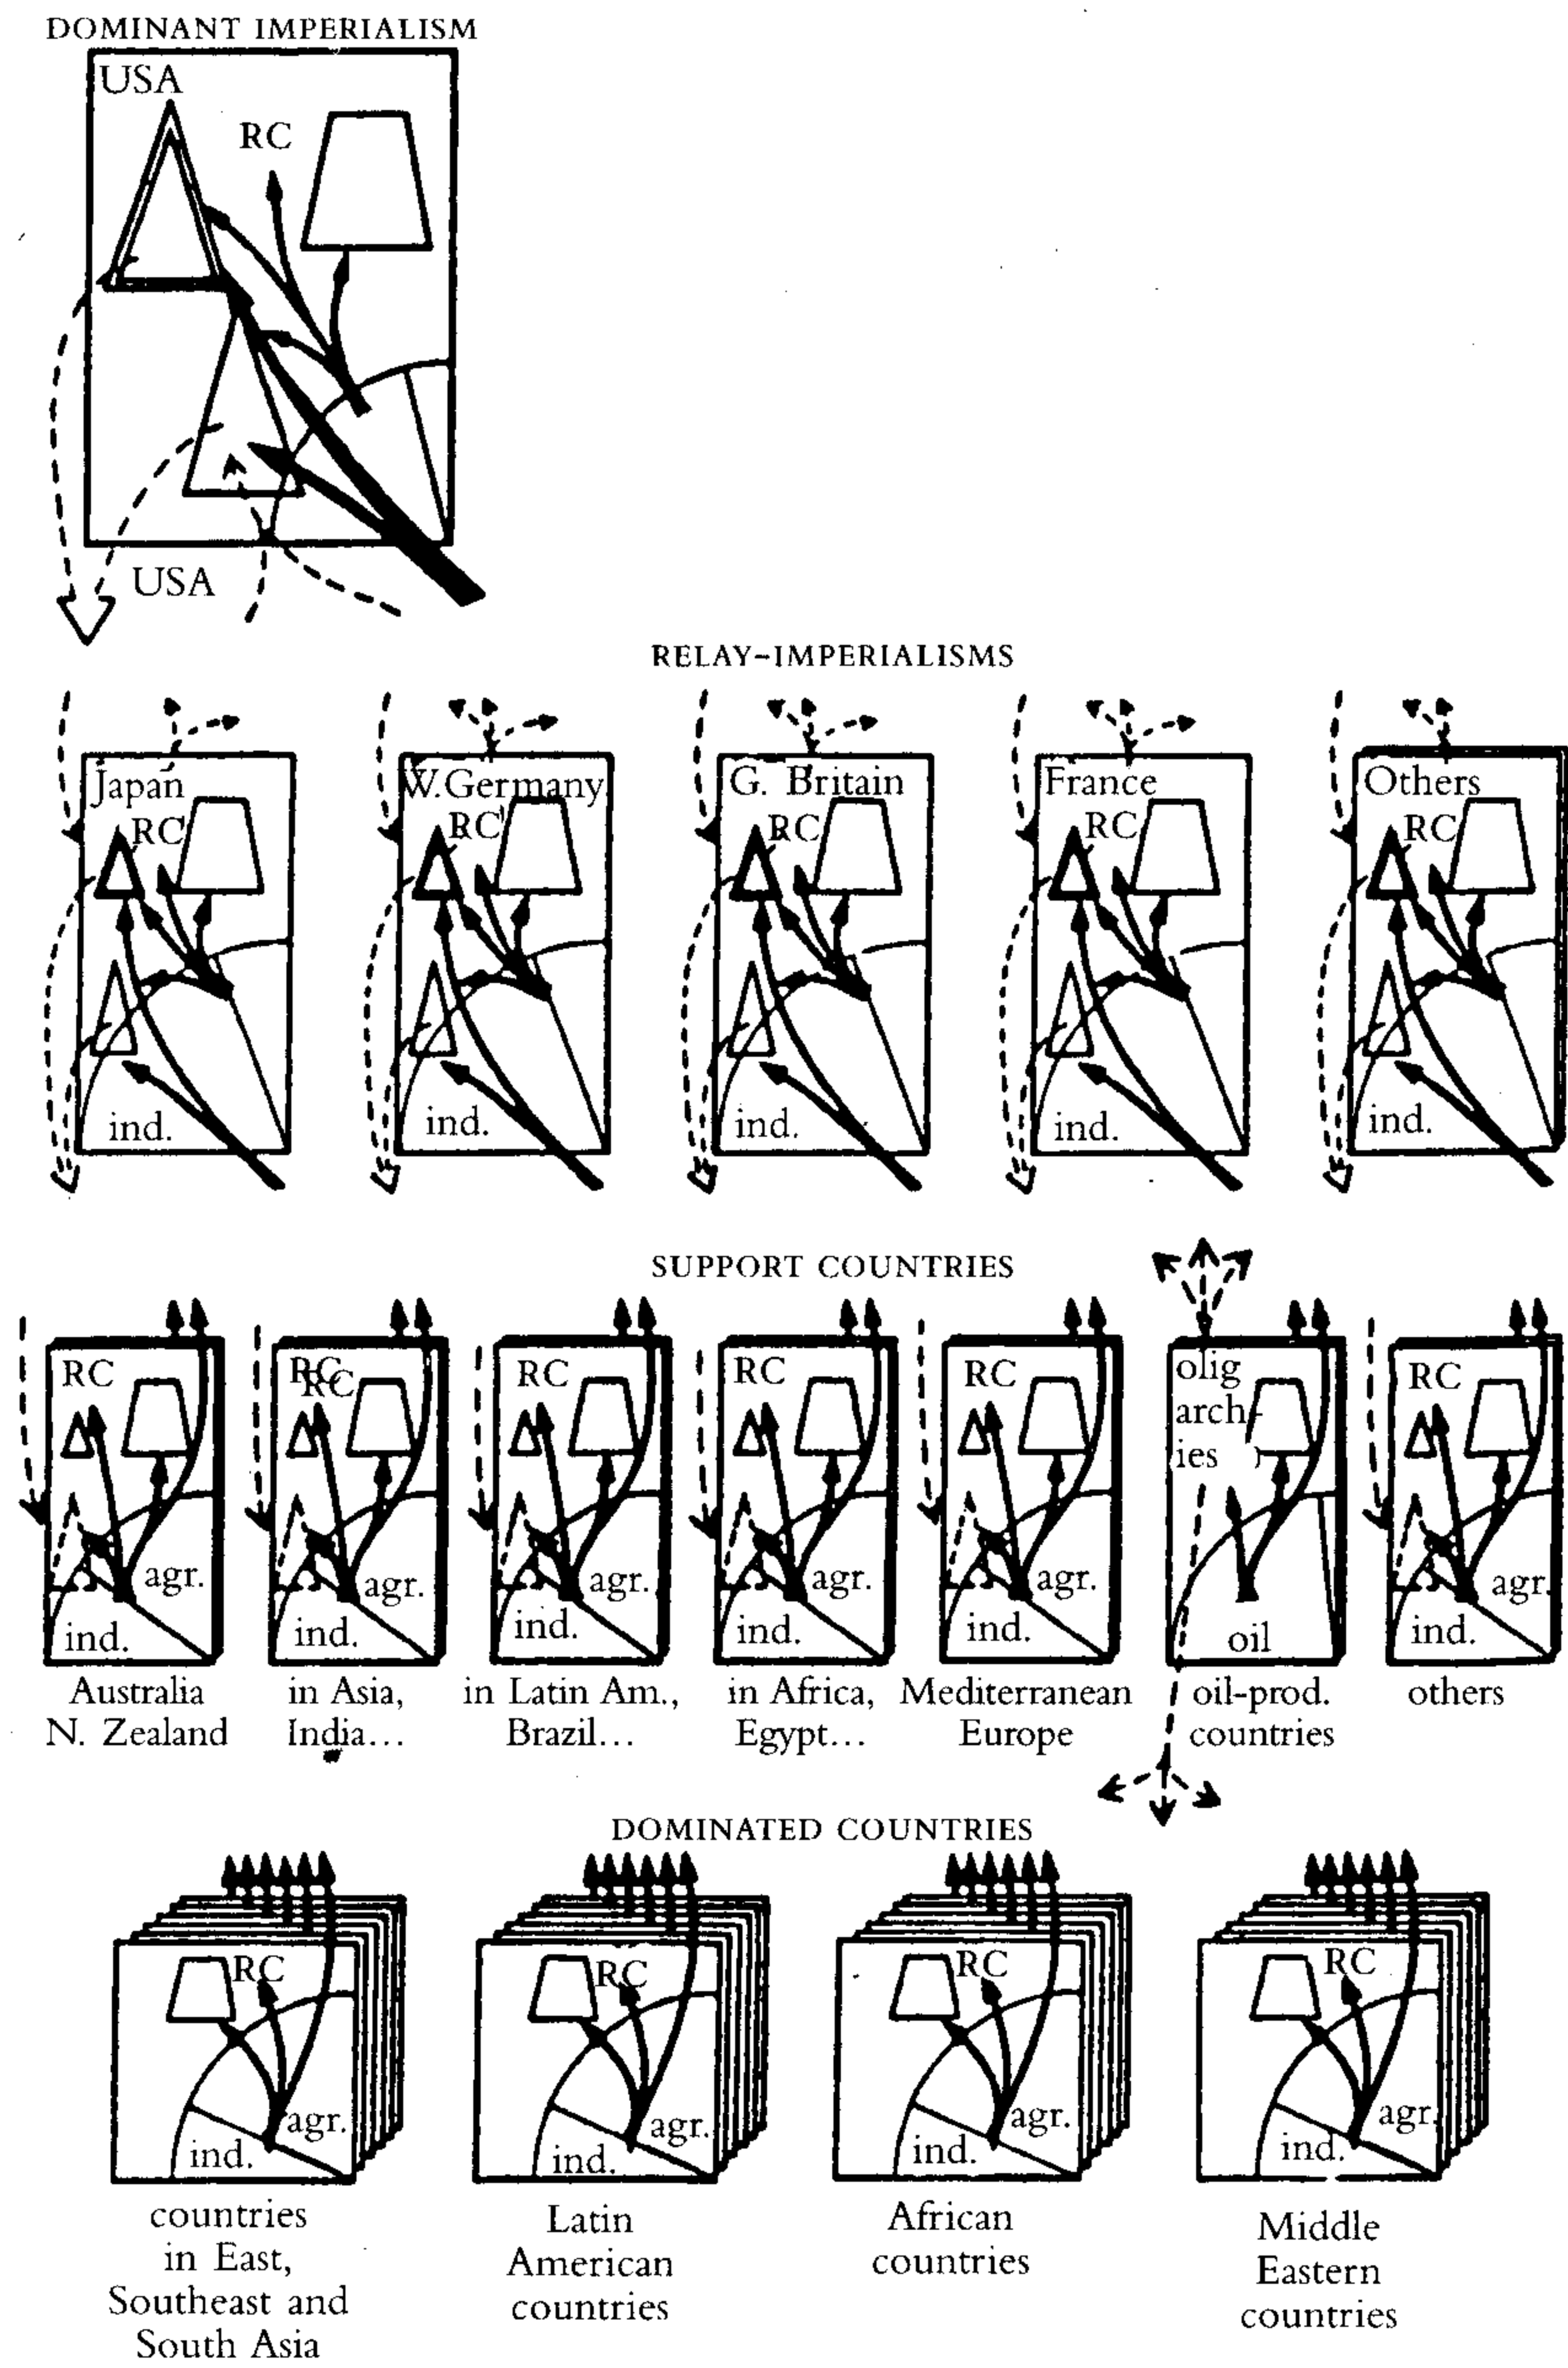 DOMINANT IMPERIALISM
USA
RC
USA
RELAY-IMPERIALISMS
Japan
RC
ind.
W.Germany
RC
ind.
G. Britain
RC
ind.
France
RC
ind.
Others
RC
ind.
SUPPORT COUNTRIES
RC
agr.
ind.
Australia
N. Zealand
RC
RC
agr.
ind.
in Asia,
India...
RC
agr.
ind.
in Latin Am.,
Brazil...
RC
agr.
ind.
in Africa,
Egypt...
RC
agr.
ind.
Mediterranean
Europe
olig
arch-
ies
oil
oil-prod.
countries
RC
agr.
ind.
others
DOMINATED COUNTRIES
RC
agr.
ind.
countries
in East,
Southeast and
South Asia
RC
agr.
ind.
Latin
American
countries
RC
agr.
ind.
African
countries
RC
agr.
ind.
Middle
Eastern
countries